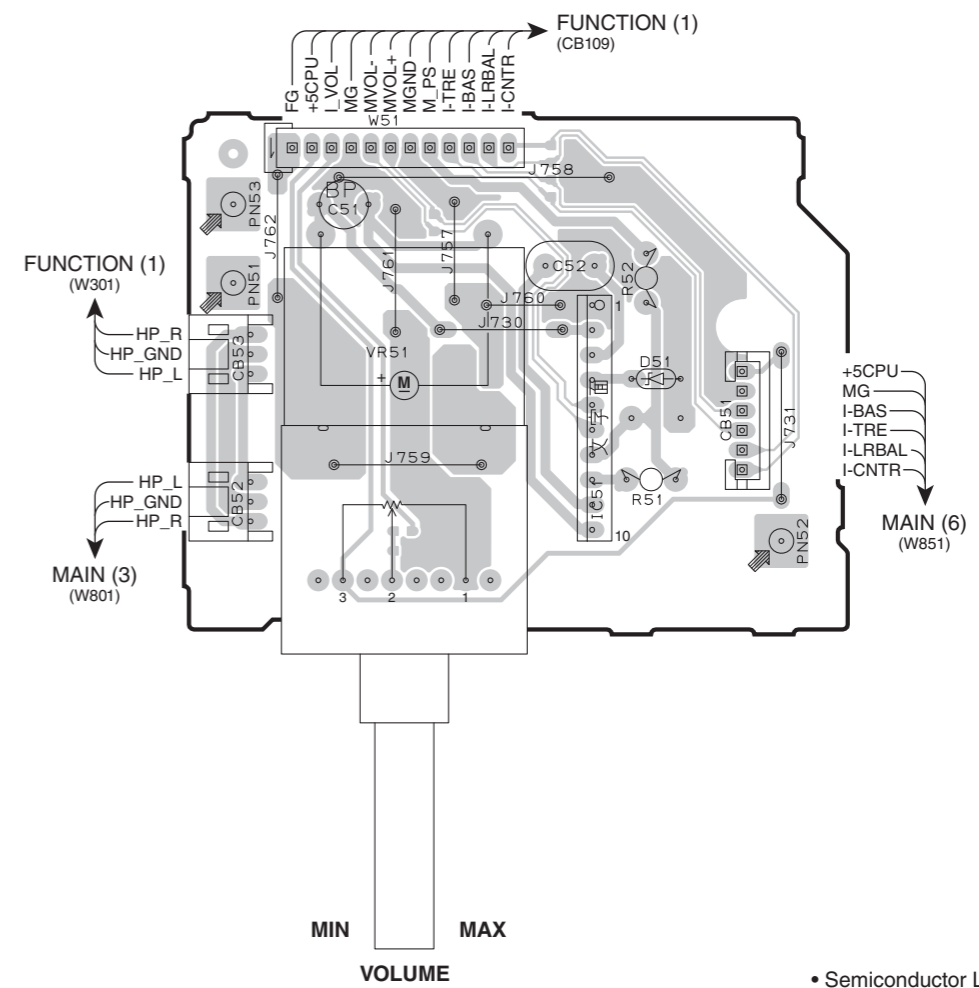 FUNCTION (1)
(CB109)
FG
+5CPU
I_VOL
MG
MVOL-
MVOL+
MGND
M_PS
I-TRE
I-BAS
I-LRBAL
I-CNTR
W51
J758
BP
C51
PN53
J762
J761
J757
C52
R52
FUNCTION (1)
(W301)
PN51
J760
1
J730
HP_R
HP_GND
HP_L
CB53
VR51
+
M
D51
文字面
CB51
J731
+5CPU
MG
I-BAS
I-TRE
I-LRBAL
I-CNTR
J759
HP_L
HP_GND
HP_R
CB52
IC51
R51
10
PN52
MAIN (6)
(W851)
MAIN (3)
(W801)
3 2 1
MIN MAX
VOLUME
• Semiconductor L